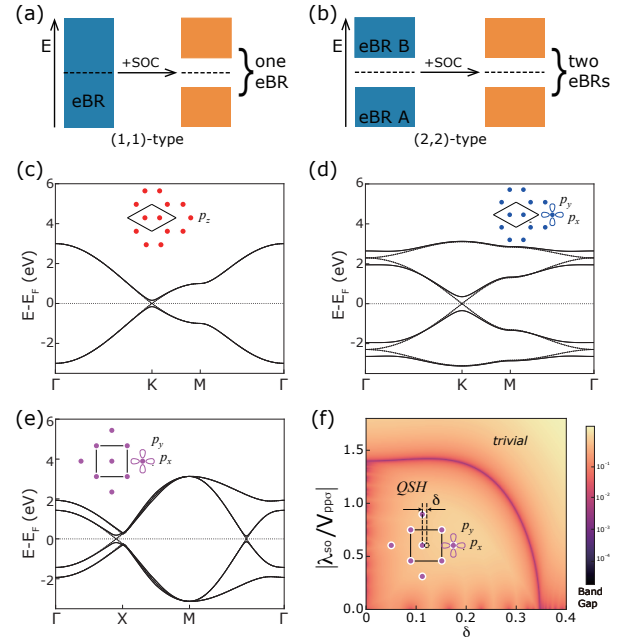 (a)
E
eBR
+SOC
one
eBR
(1,1)-type
(b)
E
eBR B
eBR A
+SOC
two
eBRs
(2,2)-type
(c)
6
4
2
0
-2
E-E_F (eV)
p_z
Γ K M Γ
(d)
6
4
2
0
-2
E-E_F (eV)
p_y
p_x
Γ K M Γ
(e)
6
4
2
0
-2
E-E_F (eV)
p_y
p_x
Γ X M Γ
(f)
1.5
1.0
0.5
0.0
|λ_so/V_ppσ|
trivial
QSH
δ
p_y
p_x
0.0 0.1 0.2 0.3 0.4
δ
10⁻¹
10⁻²
10⁻³
10⁻⁴
Band
Gap